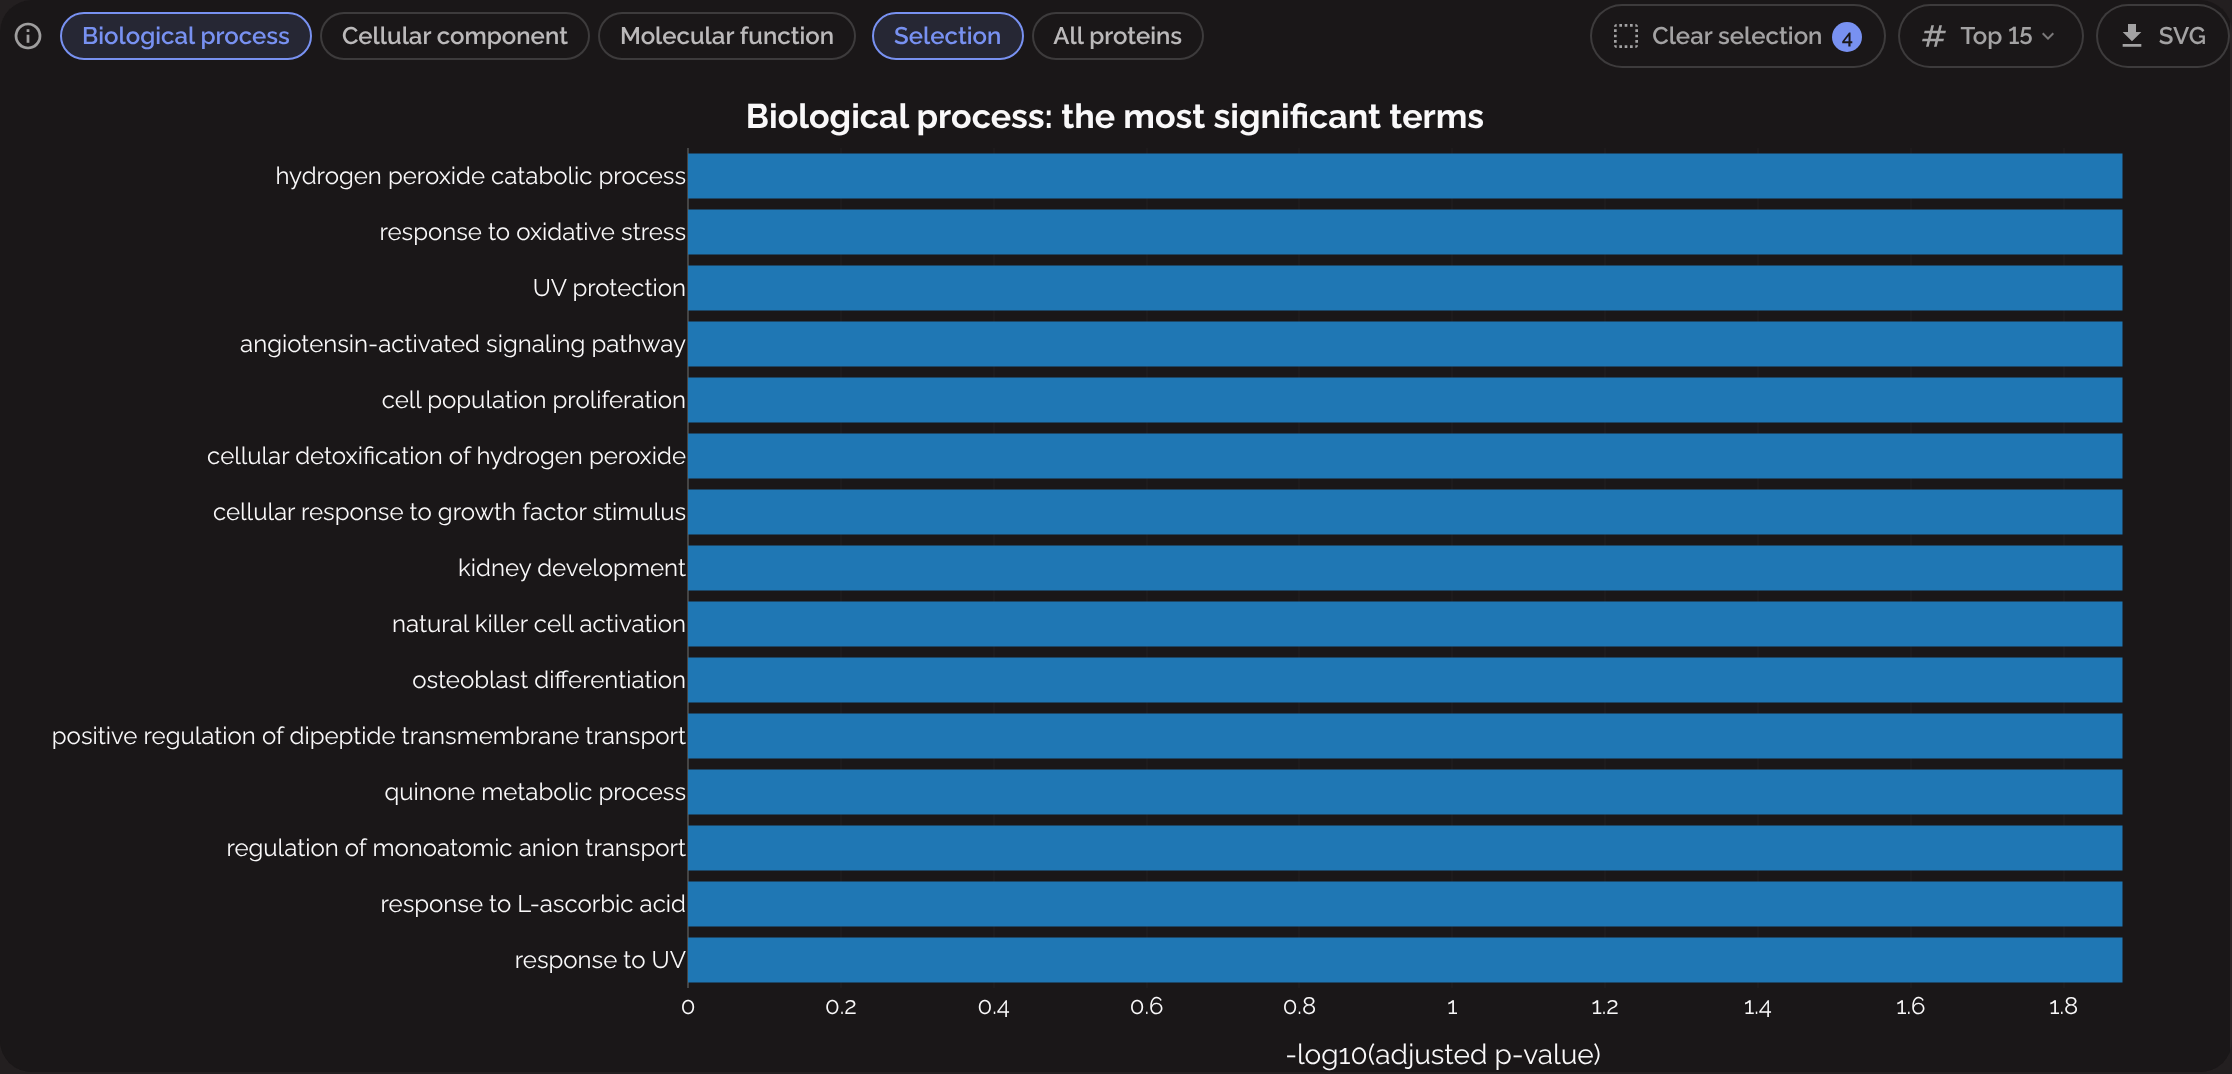 Biological process Cellular component Molecular function Selection All proteins Clear selection 4 # Top 15 SVG
Biological process: the most significant terms
hydrogen peroxide catabolic process
response to oxidative stress
UV protection
angiotensin-activated signaling pathway
cell population proliferation
cellular detoxification of hydrogen peroxide
cellular response to growth factor stimulus
kidney development
natural killer cell activation
osteoblast differentiation
positive regulation of dipeptide transmembrane transport
quinone metabolic process
regulation of monoatomic anion transport
response to L-ascorbic acid
response to UV
0 0.2 0.4 0.6 0.8 1 1.2 1.4 1.6 1.8
-log10(adjusted p-value)